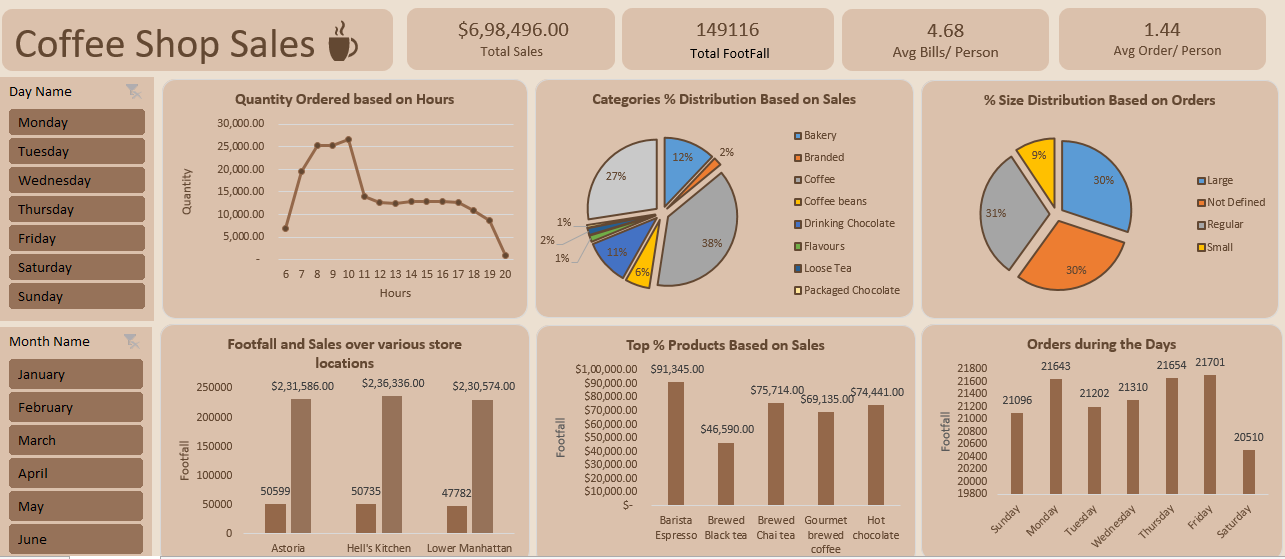 Coffee Shop Sales
$6,98,496.00
Total Sales
149116
Total FootFall
4.68
Avg Bills/ Person
1.44
Avg Order/ Person
Day Name
Monday
Tuesday
Wednesday
Thursday
Friday
Saturday
Sunday
Month Name
January
February
March
April
May
June
Quantity Ordered based on Hours
Quantity
30,000.00
25,000.00
20,000.00
15,000.00
10,000.00
5,000.00
-
6 7 8 9 10 11 12 13 14 15 16 17 18 19 20
Hours
Categories % Distribution Based on Sales
12%
2%
38%
6%
11%
1%
2%
1%
27%
Bakery
Branded
Coffee
Coffee beans
Drinking Chocolate
Flavours
Loose Tea
Packaged Chocolate
% Size Distribution Based on Orders
30%
30%
31%
9%
Large
Not Defined
Regular
Small
Footfall and Sales over various store
locations
Footfall
250000
200000
150000
100000
50000
0
50599 $2,31,586.00
50735 $2,36,336.00
47782 $2,30,574.00
Astoria Hell's Kitchen Lower Manhattan
Top % Products Based on Sales
Footfall
$1,00,000.00
$90,000.00
$80,000.00
$70,000.00
$60,000.00
$50,000.00
$40,000.00
$30,000.00
$20,000.00
$10,000.00
$-
$91,345.00
$46,590.00
$75,714.00
$69,135.00
$74,441.00
Barista
Espresso
Brewed
Black tea
Brewed
Chai tea
Gourmet
brewed
coffee
Hot
chocolate
Orders during the Days
Footfall
21800
21600
21400
21200
21000
20800
20600
20400
20200
20000
19800
21096
21643
21202
21310
21654
21701
20510
Sunday
Monday
Tuesday
Wednesday
Thursday
Friday
Saturday